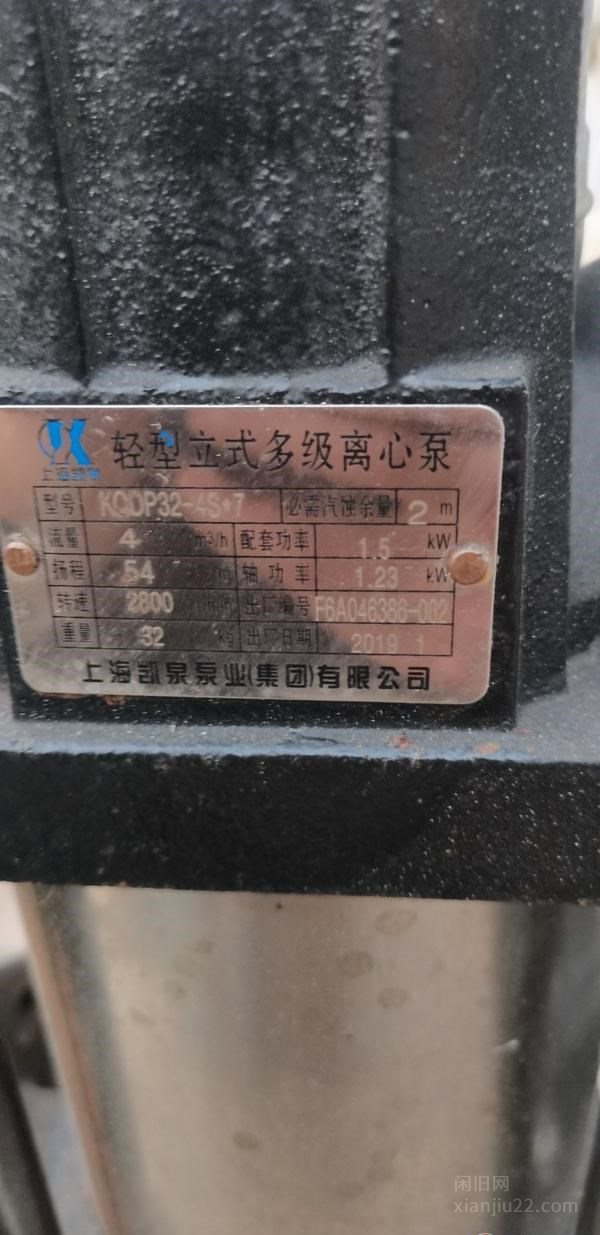 上海凯泉
轻型立式多级离心泵
型号 KQDP32-4S*7 必需汽蚀余量 2 m
流量 4 m³/h 配套功率 1.5 kW
扬程 54 m 轴功率 1.23 kW
转速 2800 r/min 出厂编号 F6A046386-002
重量 32 kg 出厂日期 2019 1
上海凯泉泵业(集团)有限公司
闲旧网
xianjiu22.com